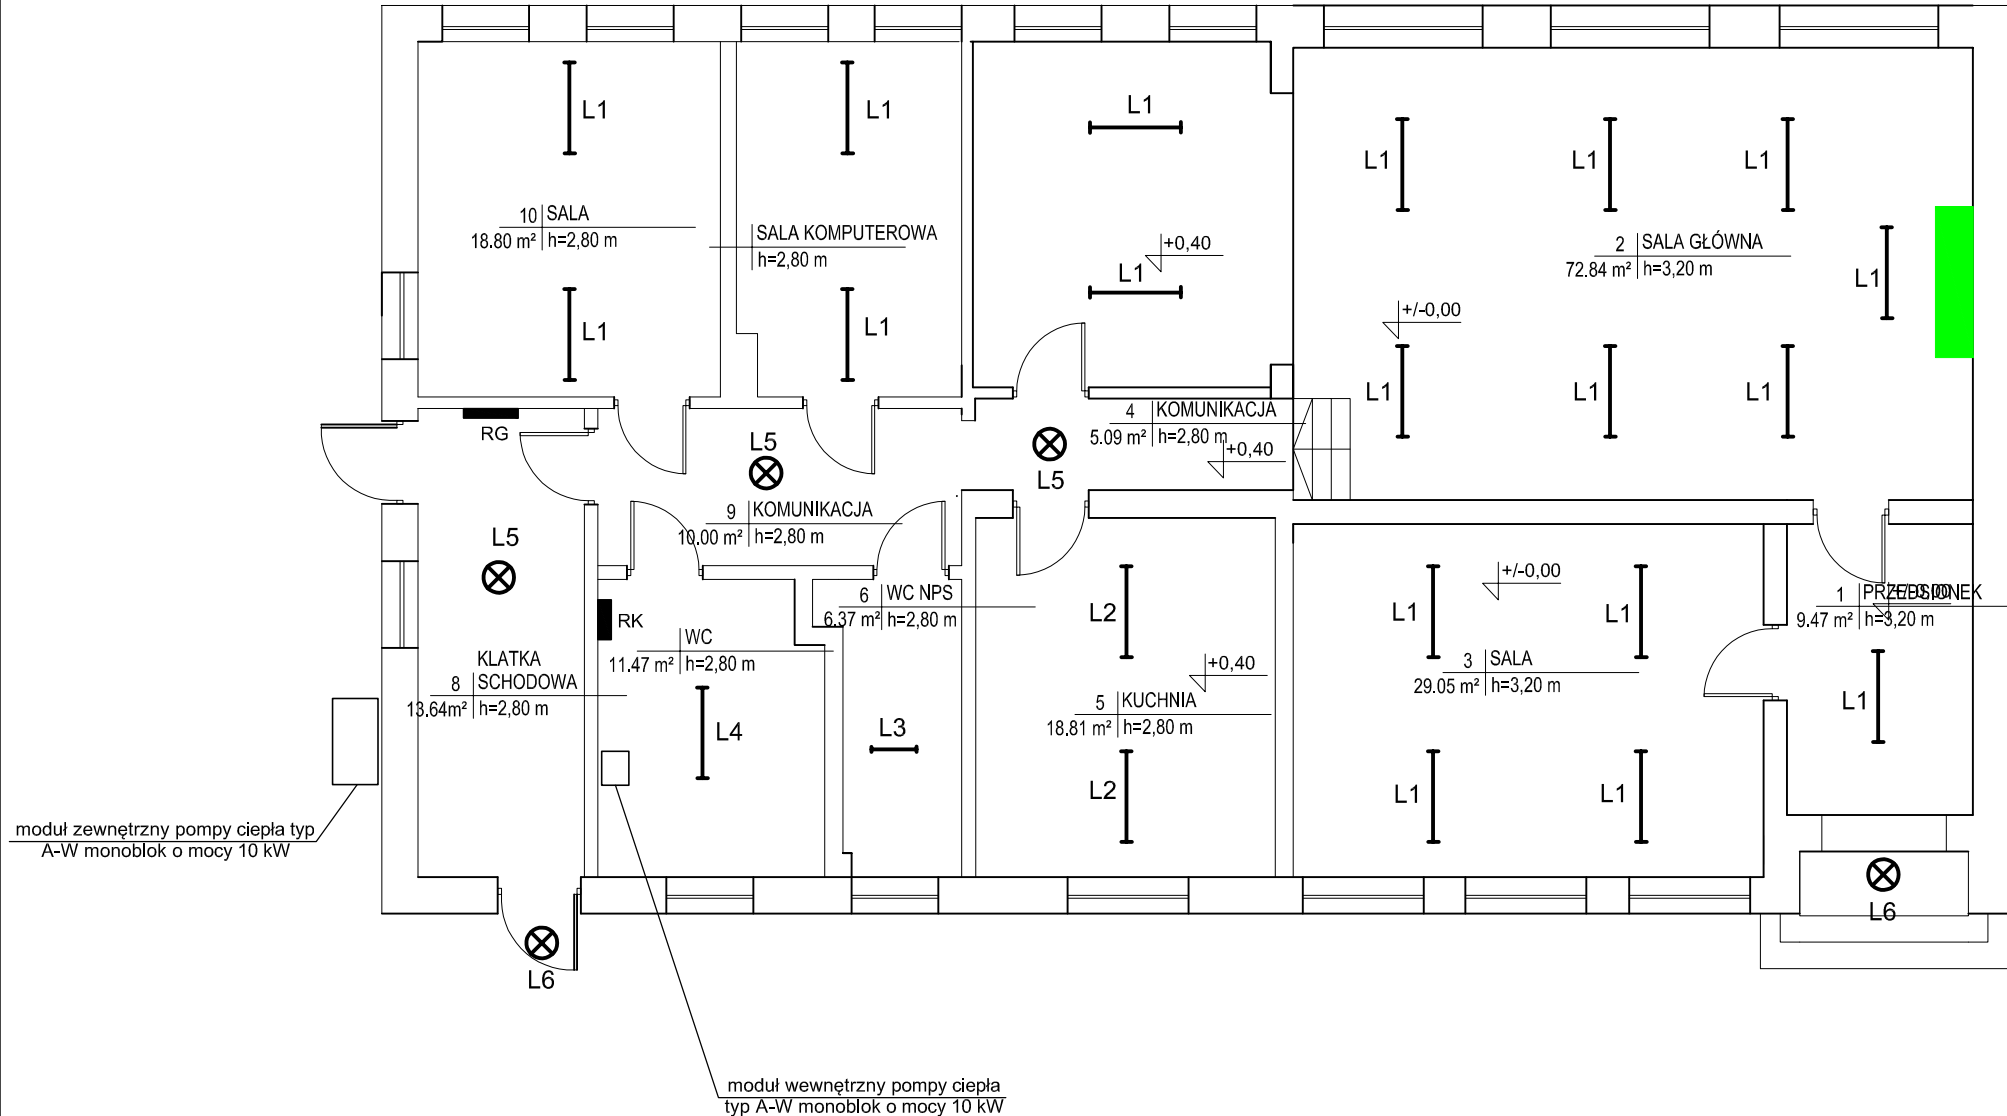 L1
L1
L1
L1
L1
L1
10 SALA
18.80 m² h=2,80 m
SALA KOMPUTEROWA
h=2,80 m
+0,40
L1
2 SALA GŁÓWNA
72.84 m² h=3,20 m
L1
+/-0,00
L1
L1
L1
L1
L1
RG
L5
4 KOMUNIKACJA
5.09 m² h=2,80 m
+0,40
L5
9 KOMUNIKACJA
10.00 m² h=2,80 m
L5
6 WC NPS
6.37 m² h=2,80 m
RK
WC
11.47 m² h=2,80 m
L2
L1
+/-0,00
L1
1 PRZEDSIONEK
+/-0,00
9.47 m² h=3,20 m
KLATKA
8 SCHODOWA
13.64m² h=2,80 m
+0,40
3 SALA
29.05 m² h=3,20 m
5 KUCHNIA
18.81 m² h=2,80 m
L4
L3
L1
L2
L1
L1
moduł zewnętrzny pompy ciepła typ
A-W monoblok o mocy 10 kW
L6
L6
moduł wewnętrzny pompy ciepła
typ A-W monoblok o mocy 10 kW